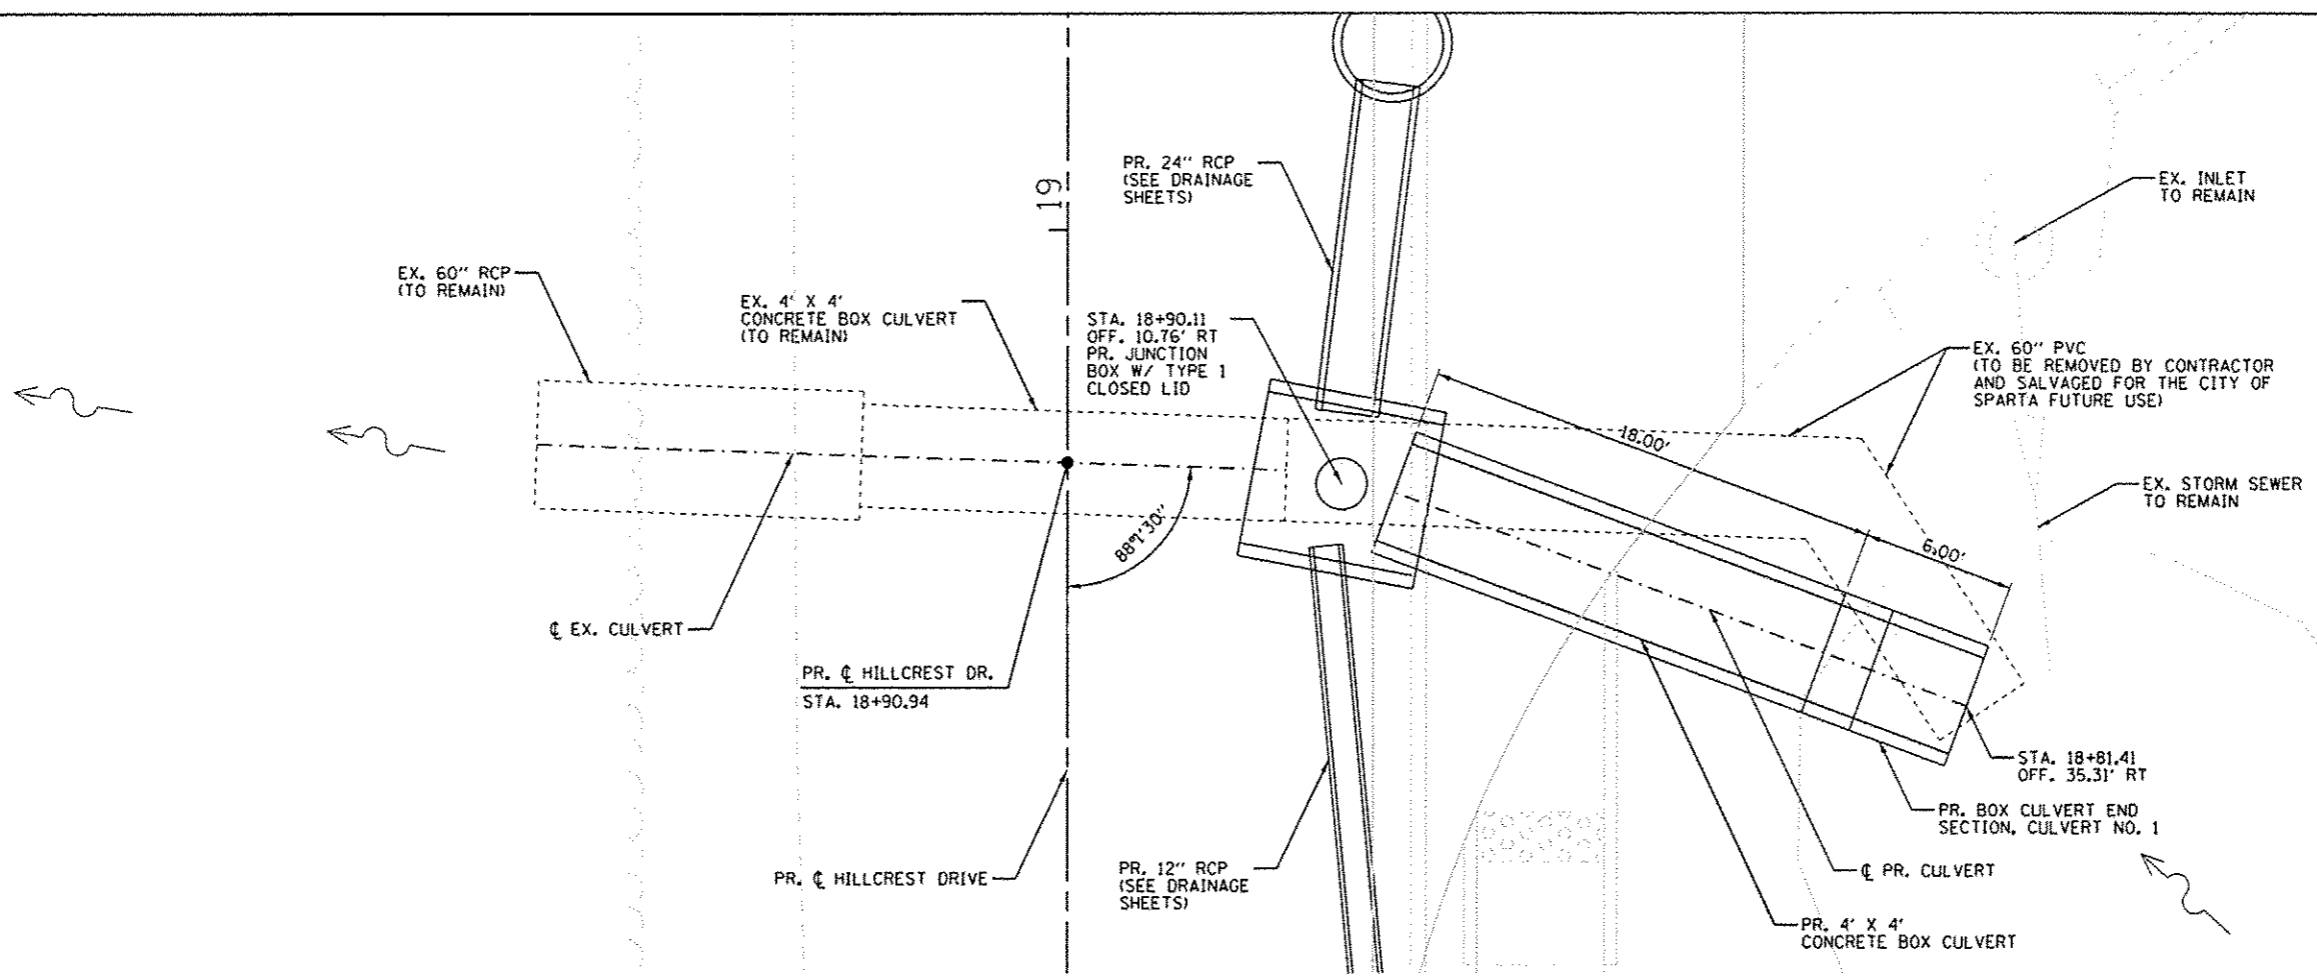 PR. 24" RCP
(SEE DRAINAGE
SHEETS)
19
EX. INLET
TO REMAIN
EX. 60" RCP
(TO REMAIN)
EX. 4' X 4'
CONCRETE BOX CULVERT
(TO REMAIN)
STA. 18+90.11
OFF. 10.76' RT
PR. JUNCTION
BOX W/ TYPE 1
CLOSED LID
EX. 60" PVC
(TO BE REMOVED BY CONTRACTOR
AND SALVAGED FOR THE CITY OF
SPARTA FUTURE USE)
18.00'
6.00'
EX. STORM SEWER
TO REMAIN
℄ EX. CULVERT
PR. ℄ HILLCREST DR.
STA. 18+90.94
STA. 18+81.41
OFF. 35.31' RT
PR. BOX CULVERT END
SECTION, CULVERT NO. 1
PR. ℄ HILLCREST DRIVE
PR. 12" RCP
(SEE DRAINAGE
SHEETS)
℄ PR. CULVERT
PR. 4' X 4'
CONCRETE BOX CULVERT